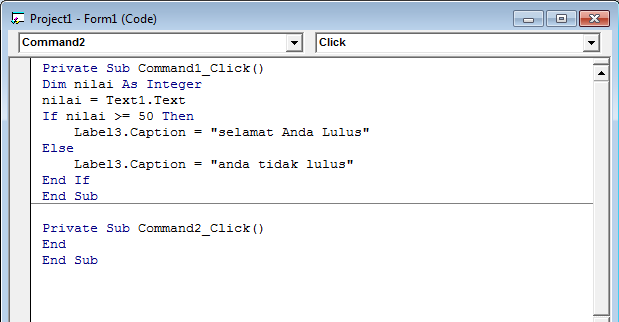 Project1 - Form1 (Code)
Command2 Click
Private Sub Command1_Click()
Dim nilai As Integer
nilai = Text1.Text
If nilai >= 50 Then
    Label3.Caption = "selamat Anda Lulus"
Else
    Label3.Caption = "anda tidak lulus"
End If
End Sub
Private Sub Command2_Click()
End
End Sub